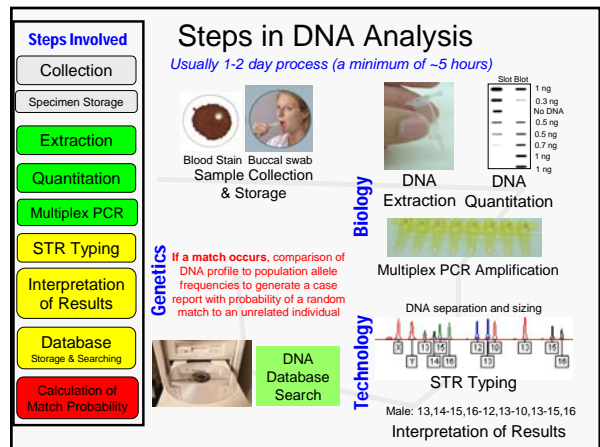 Steps Involved
Collection
Specimen Storage
Extraction
Quantitation
Multiplex PCR
STR Typing
Interpretation
of Results
Database
Storage & Searching
Calculation of
Match Probability
Steps in DNA Analysis
Usually 1-2 day process (a minimum of ~5 hours)
Blood Stain
Buccal swab
Sample Collection
& Storage
DNA
Extraction
Slot Blot
1 ng
0.3 ng
No DNA
0.5 ng
0.5 ng
0.7 ng
1 ng
1 ng
DNA
Quantitation
Biology
Multiplex PCR Amplification
Genetics
If a match occurs, comparison of
DNA profile to population allele
frequencies to generate a case
report with probability of a random
match to an unrelated individual
DNA
Database
Search
Technology
DNA separation and sizing
X
Y
13
14
15
16
12
13
10
13
15
16
STR Typing
Male: 13,14-15,16-12,13-10,13-15,16
Interpretation of Results